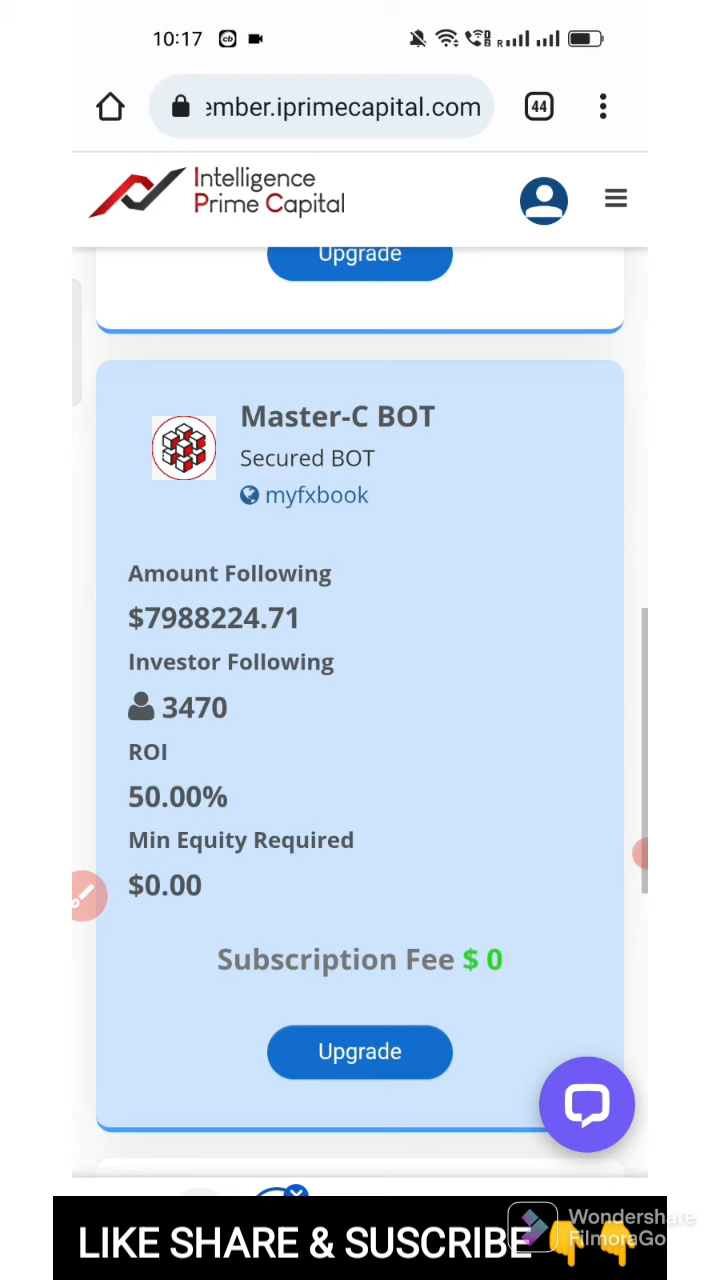 10:17
44
ember.iprimecapital.com
Intelligence
Prime Capital
Upgrade
Master-C BOT
Secured BOT
myfxbook
Amount Following
$7988224.71
Investor Following
3470
ROI
50.00%
Min Equity Required
$0.00
Subscription Fee $ 0
Upgrade
LIKE SHARE & SUSCRIBE
Wondershare
FilmoraGo